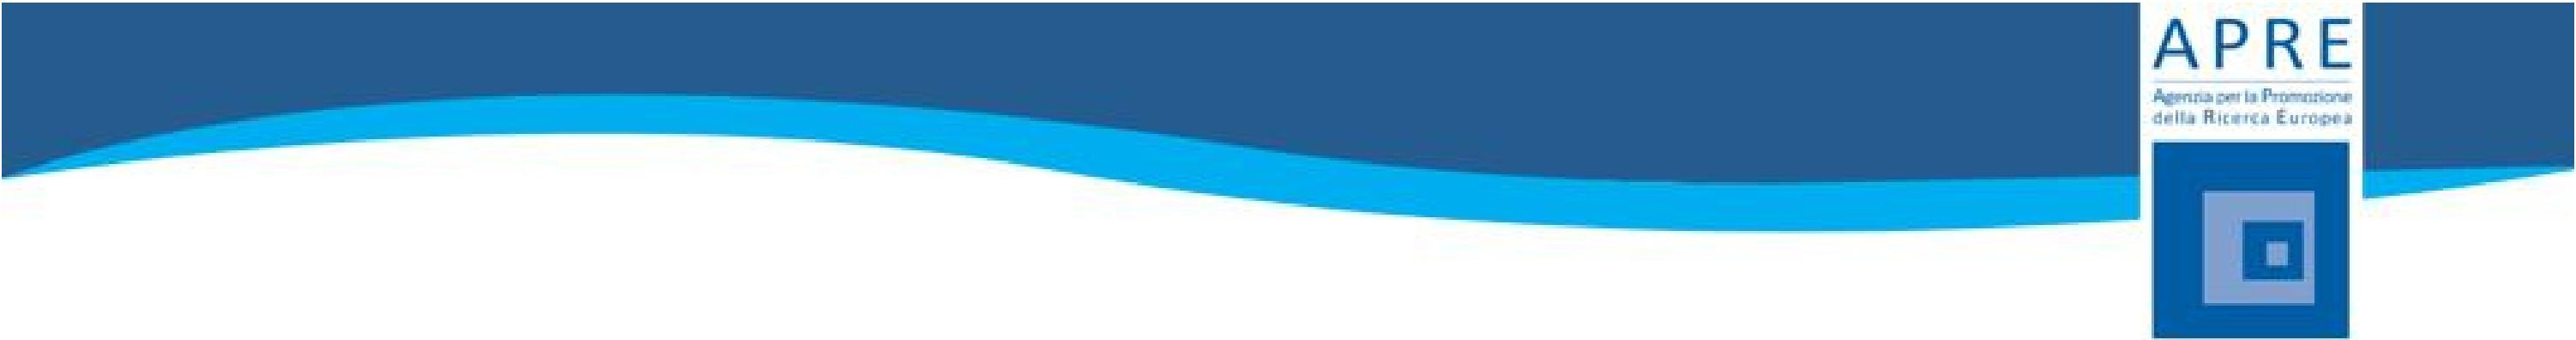 APRE
Agenzia per la Promozione
della Ricerca Europea